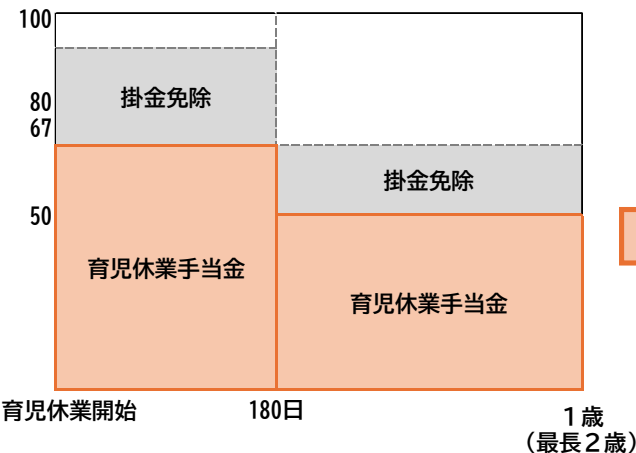 100
掛金免除
80
67
掛金免除
50
育児休業手当金
育児休業手当金
育児休業開始
180日
1歳
（最長2歳）